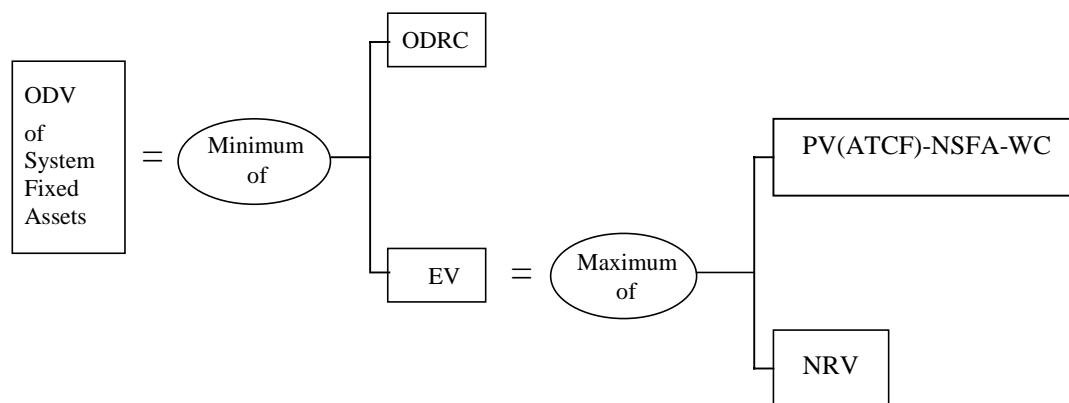 ODRC
ODV
of
System
Fixed
Assets
=
Minimum
of
EV
=
Maximum
of
PV(ATCF)-NSFA-WC
NRV